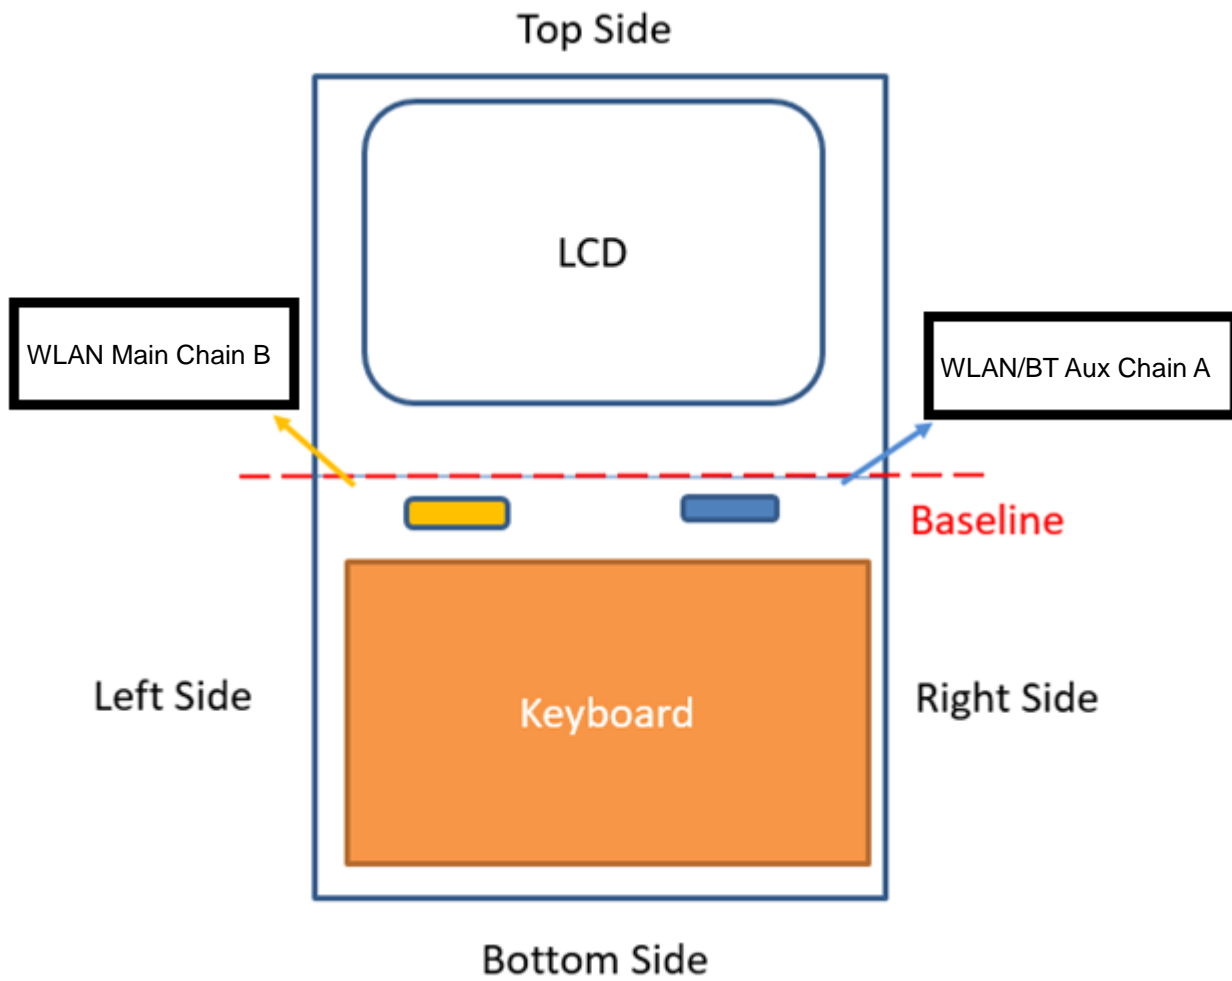 Top Side
LCD
WLAN Main Chain B
WLAN/BT Aux Chain A
Baseline
Left Side
Keyboard
Right Side
Bottom Side